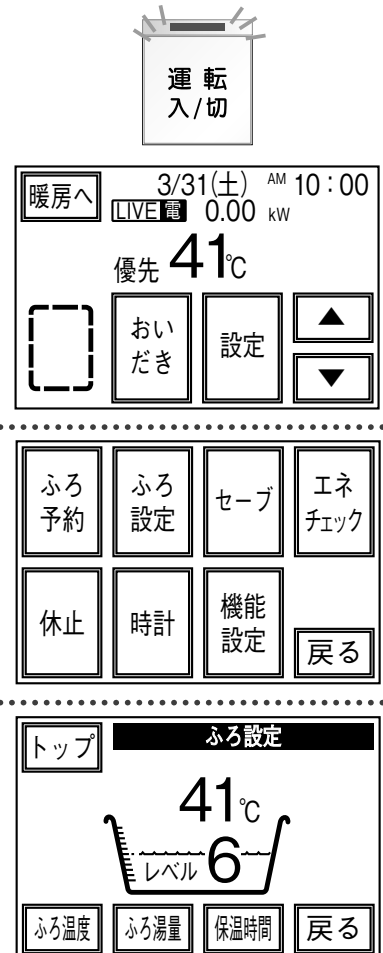 運転
入/切
暖房へ
3/31(土) AM 10:00
LIVE 電 0.00 kW
優先 41℃
おい
だき
設定
▲
▼
ふろ
予約
ふろ
設定
セーブ
エネ
チェック
休止
時計
機能
設定
戻る
トップ
ふろ設定
41℃
レベル 6
ふろ温度 ふろ湯量 保温時間 戻る